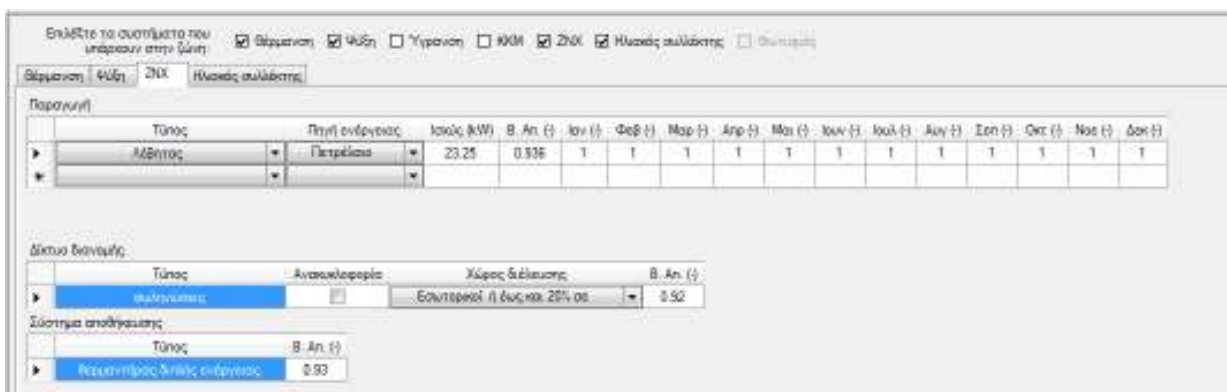 Επιλέξτε τα συστήματα που υπάρχουν στην ζώνη
Θέρμανση Ψύξη Ύγρανση ΚΚΜ ΖΝΧ Ηλιακός συλλέκτης Φωτισμός
Θέρμανση Ψύξη ΖΝΧ Ηλιακός συλλέκτης
Παραγωγή
Τύπος Πηγή ενέργειας Ισχύς (kW) Β. Απ. (-) Ιαν (-) Φεβ (-) Μαρ (-) Απρ (-) Μαι (-) Ιουν (-) Ιουλ (-) Αυγ (-) Σεπ (-) Οκτ (-) Νοε (-) Δεκ (-)
Λέβητας Πετρέλαιο 23.25 0.936 1 1 1 1 1 1 1 1 1 1 1 1
Δίκτυο διανομής
Τύπος Ανακυκλοφορία Χώρος διέλευσης Β. Απ. (-)
σωληνώσεις Εσωτερικοί ή έως και 20% σε 0.92
Σύστημα αποθήκευσης
Τύπος Β. Απ. (-)
θερμαντήρας διπλής ενέργειας 0.93